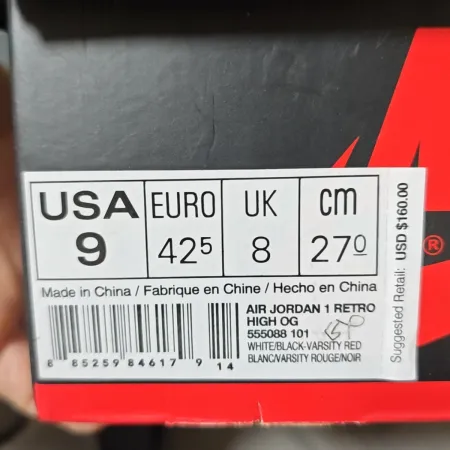 USA EURO UK cm
9 42⁵ 8 27⁰
Made in China / Fabrique en Chine / Hecho en China
AIR JORDAN 1 RETRO
HIGH OG
555088 101
WHITE/BLACK-VARSITY RED
BLANC/VARSITY ROUGE/NOIR
8 85259 84617 9 14
Suggested Retail: USD $160.00
®